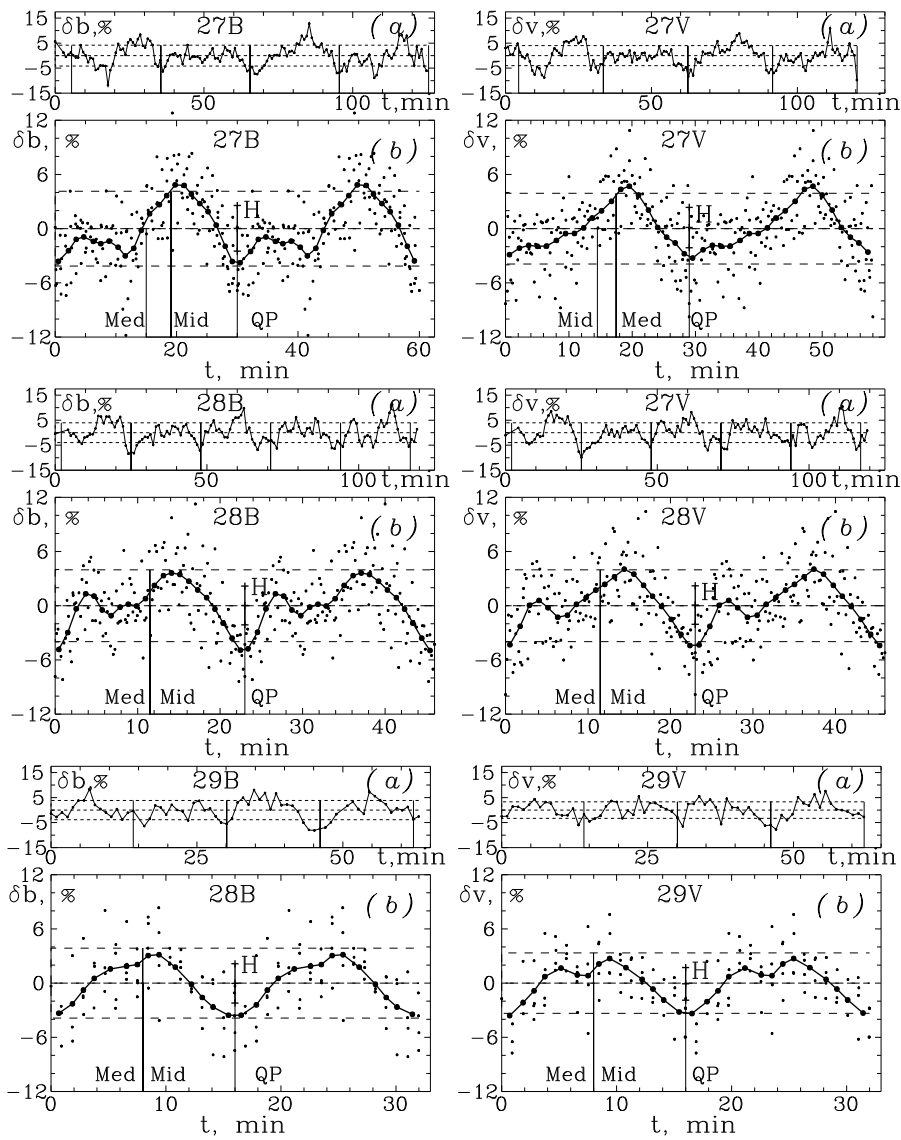 δb,% 27B (a)
15
5
−5
−15
0 50 100 t,min
δv,% 27V (a)
15
5
−5
−15
0 50 100 t,min
12 δb, % 27B (b)
6
0
−6
−12
H
Med Mid QP
0 20 40 60
t, min
12 δv, % 27V (b)
6
0
−6
−12
H
Mid Med QP
0 10 20 30 40 50
t, min
δb,% 28B (a)
15
5
−5
−15
0 50 100 t,min
δv,% 27V (a)
15
5
−5
−15
0 50 100 t,min
12 δb, % 28B (b)
6
0
−6
−12
H
Med Mid QP
0 10 20 30 40
t, min
12 δv, % 28V (b)
6
0
−6
−12
H
Med Mid QP
0 10 20 30 40
t, min
δb,% 29B (a)
15
5
−5
−15
0 25 50 t,min
δv,% 29V (a)
15
5
−5
−15
0 25 50 t,min
12 δb, % 28B (b)
6
0
−6
−12
H
Med Mid QP
0 10 20 30
t, min
12 δv, % 29V (b)
6
0
−6
−12
H
Med Mid QP
0 10 20 30
t, min